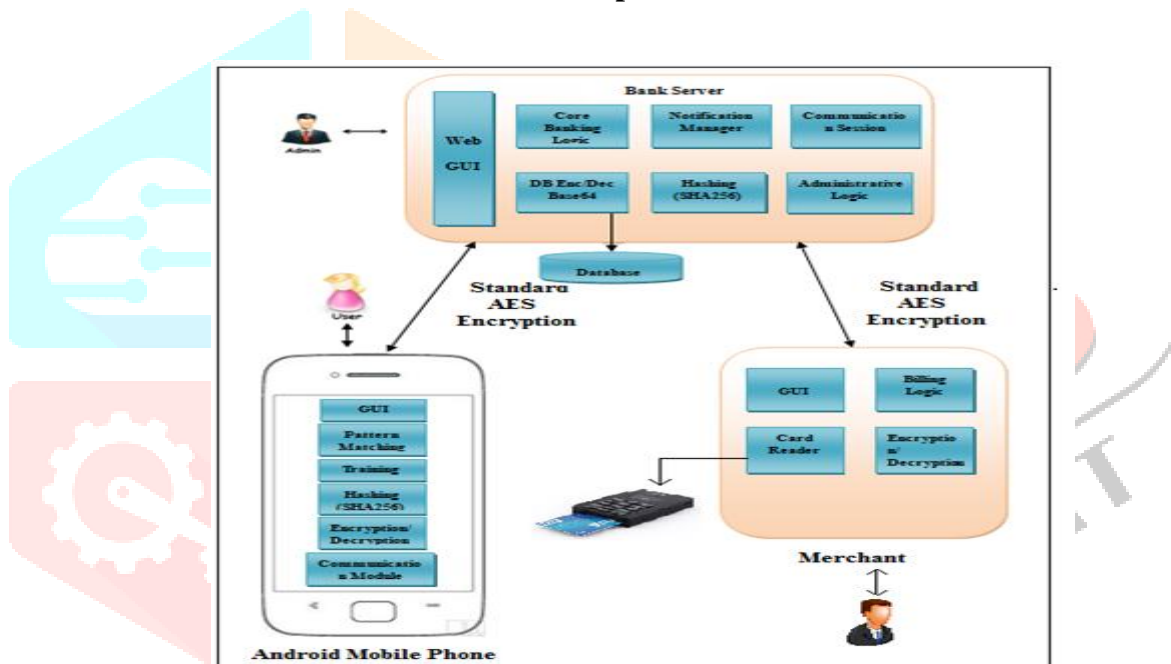 Bank Server
Web
GUI
Core
Banking
Logic
Notification
Manager
Communicatio
n Session
DB Enc/Dec
Base64
Hashing
(SHA256)
Administrative
Logic
Admin
Database
User
Standard
AES
Encryption
Standard
AES
Encryption
GUI
Pattern
Matching
Training
Hashing
(SHA256)
Encryption/
Decryption
Communicatio
n Module
Android Mobile Phone
GUI
Billing
Logic
Card
Reader
Encryptio
n/
Decryption
Merchant